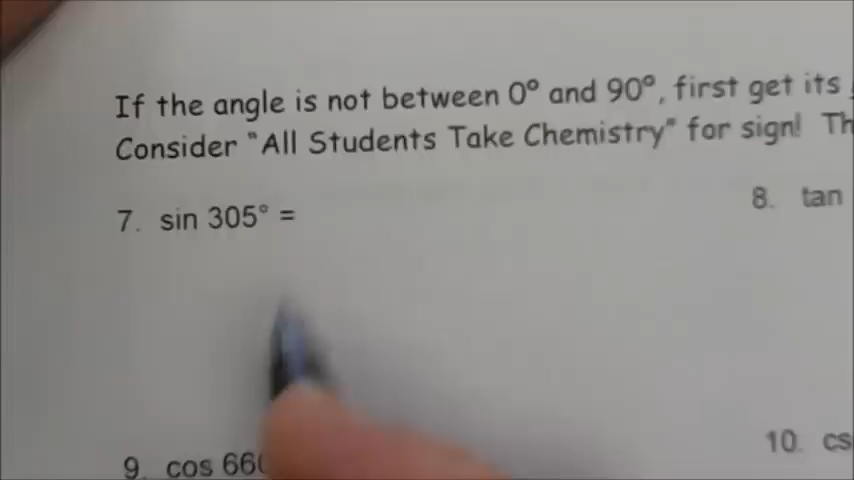 If the angle is not between 0° and 90°, first get its
Consider "All Students Take Chemistry" for sign! Th
7. sin 305° =
8. tan
9. cos 66
10. cs